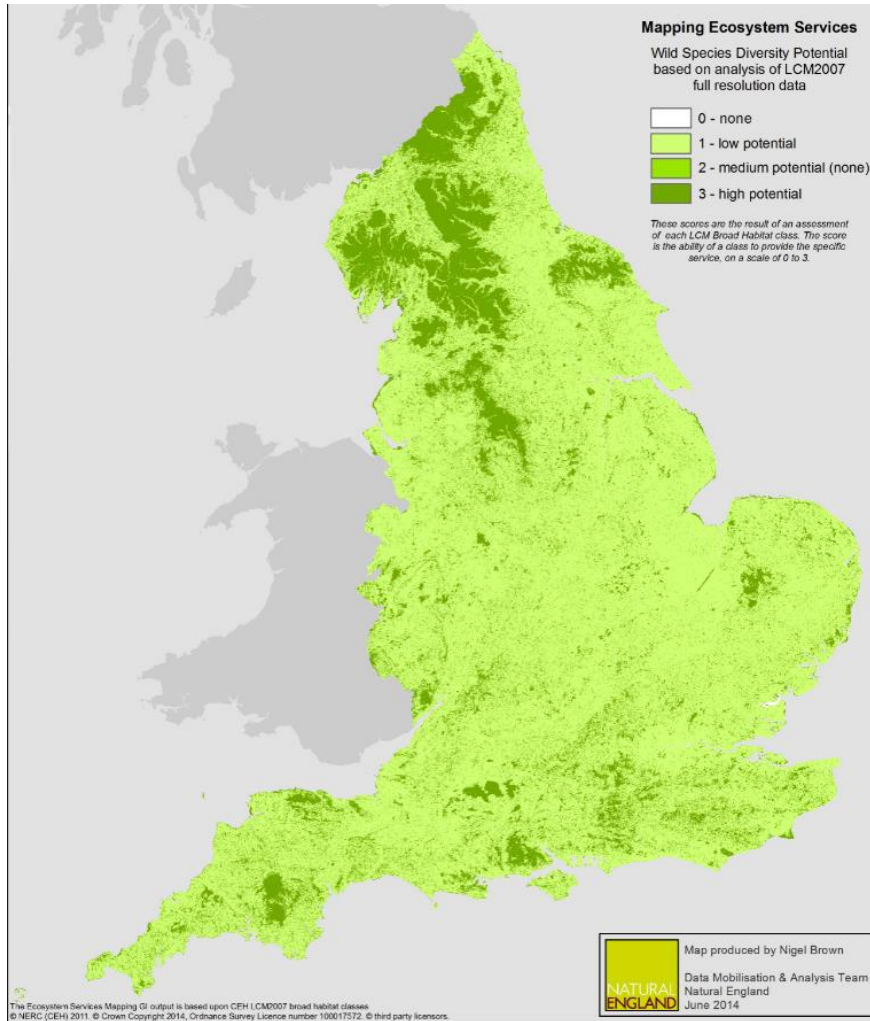 Mapping Ecosystem Services
Wild Species Diversity Potential
based on analysis of LCM2007
full resolution data
0 - none
1 - low potential
2 - medium potential (none)
3 - high potential
These scores are the result of an assessment
of each LCM Broad Habitat class. The score
is the ability of a class to provide the specific
service, on a scale of 0 to 3.
NATURAL
ENGLAND
Map produced by Nigel Brown
Data Mobilisation & Analysis Team
Natural England
June 2014
The Ecosystem Services Mapping GI output is based upon CEH LCM2007 broad habitat classes
© NERC (CEH) 2011. © Crown Copyright 2014, Ordnance Survey Licence number 100017572. © third party licensors.